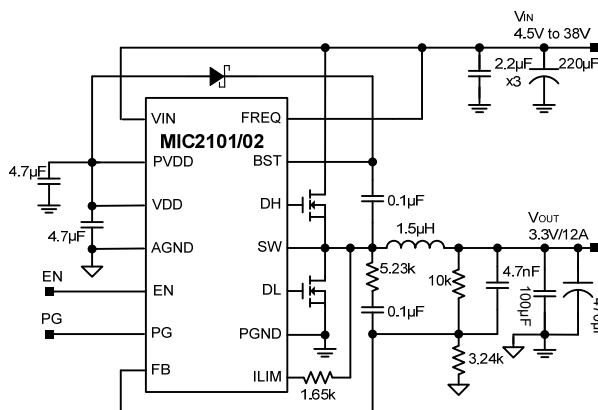 VIN
4.5V to 38V
2.2µF
x3
220µF
VIN
FREQ
MIC2101/02
PVDD
BST
4.7µF
0.1µF
VDD
DH
VOUT
3.3V/12A
1.5µH
4.7µF
AGND
SW
5.23k
10k
4.7nF
100µF
EN
EN
DL
0.1µF
PG
PG
PGND
3.24k
FB
ILIM
1.65k